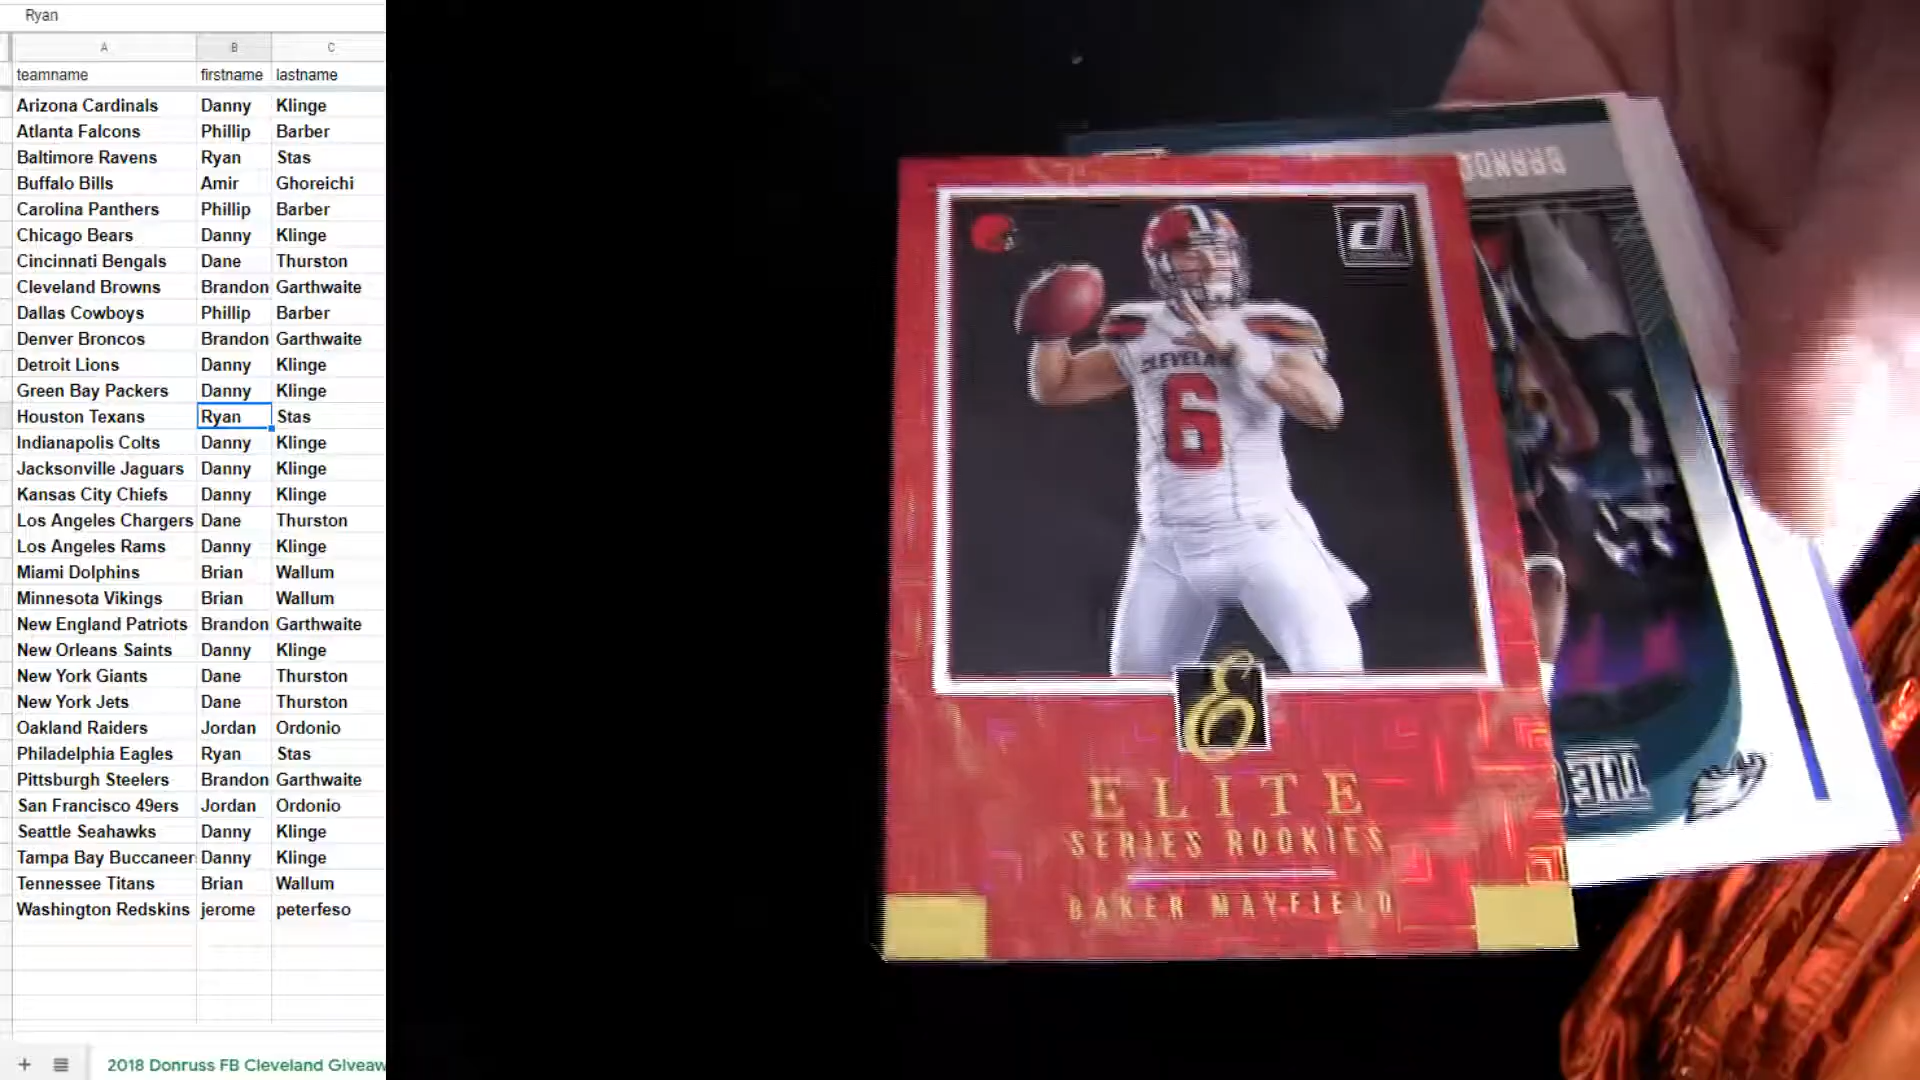 Ryan
A B C
teamname firstname lastname
Arizona Cardinals Danny Klinge
Atlanta Falcons Phillip Barber
Baltimore Ravens Ryan Stas
Buffalo Bills Amir Ghoreichi
Carolina Panthers Phillip Barber
Chicago Bears Danny Klinge
Cincinnati Bengals Dane Thurston
Cleveland Browns Brandon Garthwaite
Dallas Cowboys Phillip Barber
Denver Broncos Brandon Garthwaite
Detroit Lions Danny Klinge
Green Bay Packers Danny Klinge
Houston Texans Ryan Stas
Indianapolis Colts Danny Klinge
Jacksonville Jaguars Danny Klinge
Kansas City Chiefs Danny Klinge
Los Angeles Chargers Dane Thurston
Los Angeles Rams Danny Klinge
Miami Dolphins Brian Wallum
Minnesota Vikings Brian Wallum
New England Patriots Brandon Garthwaite
New Orleans Saints Danny Klinge
New York Giants Dane Thurston
New York Jets Dane Thurston
Oakland Raiders Jordan Ordonio
Philadelphia Eagles Ryan Stas
Pittsburgh Steelers Brandon Garthwaite
San Francisco 49ers Jordan Ordonio
Seattle Seahawks Danny Klinge
Tampa Bay Buccaneer Danny Klinge
Tennessee Titans Brian Wallum
Washington Redskins jerome peterfeso
2018 Donruss FB Cleveland GIveaw
d
CLEVELAN
6
E
ELITE
SERIES ROOKIES
BAKER MAYFIELD
THE